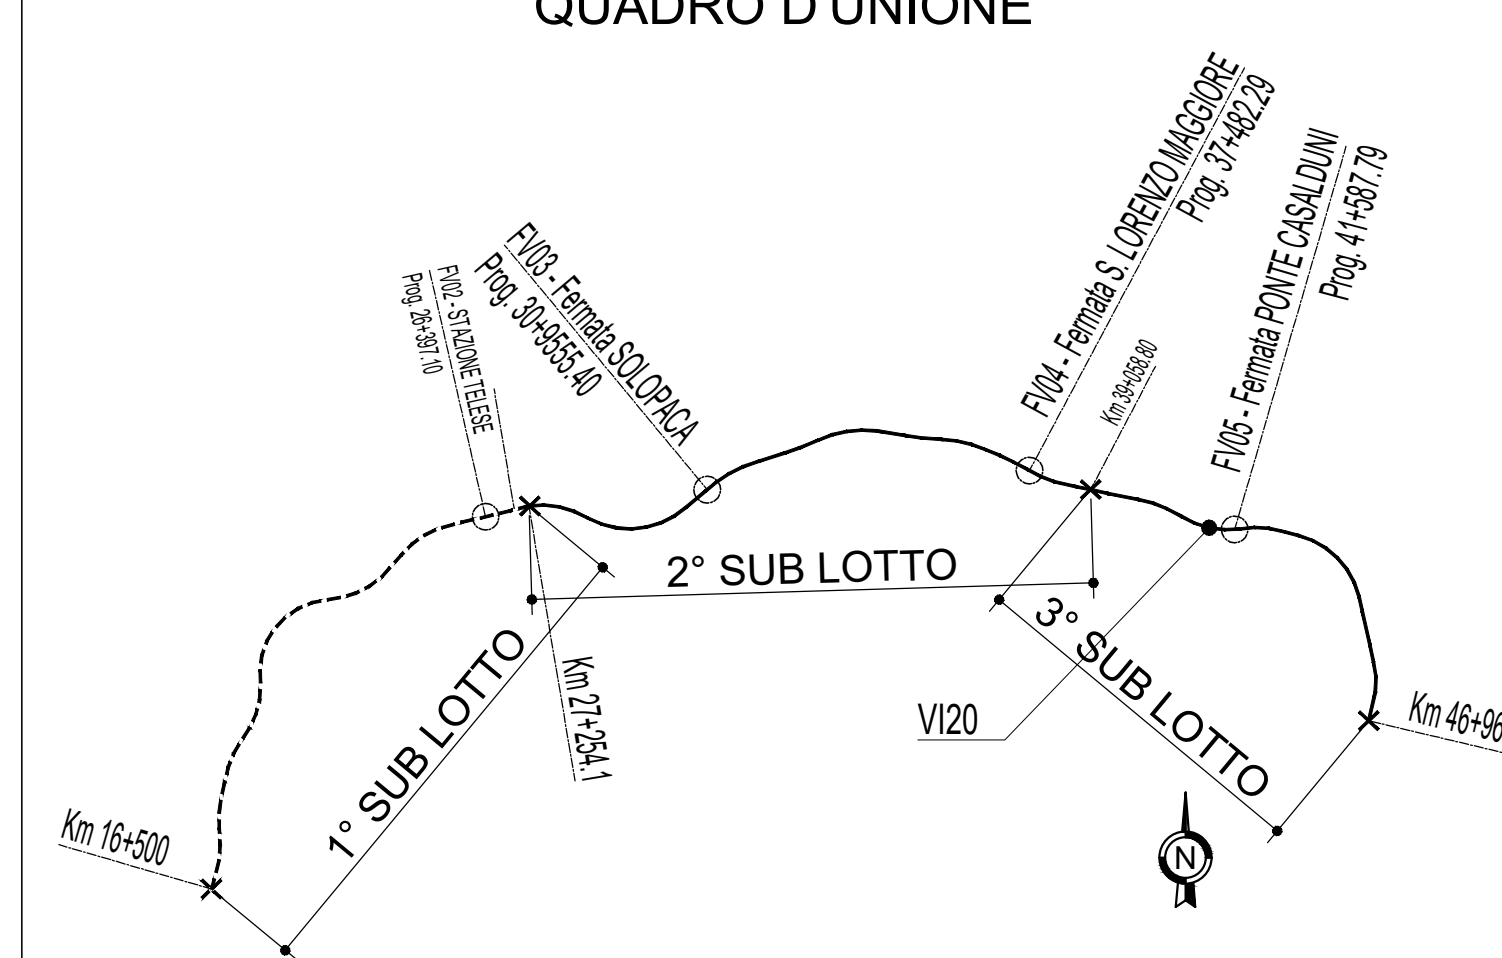 QUADRO D'UNIONE
FV04 - Fermata S. LORENZO MAGGIORE
Prog. 37+482.29
FV05 - Fermata PONTE CASALDUNI
Prog. 41+587.79
FV03 - Fermata SOLOPACA
Prog. 30+9555.40
FV02 - STAZIONE TELESE
Prog. 26+397.10
Km 39+058.80
2° SUB LOTTO
3° SUB LOTTO
1° SUB LOTTO
Km 27+254.1
VI20
Km 46+96
Km 16+500
N